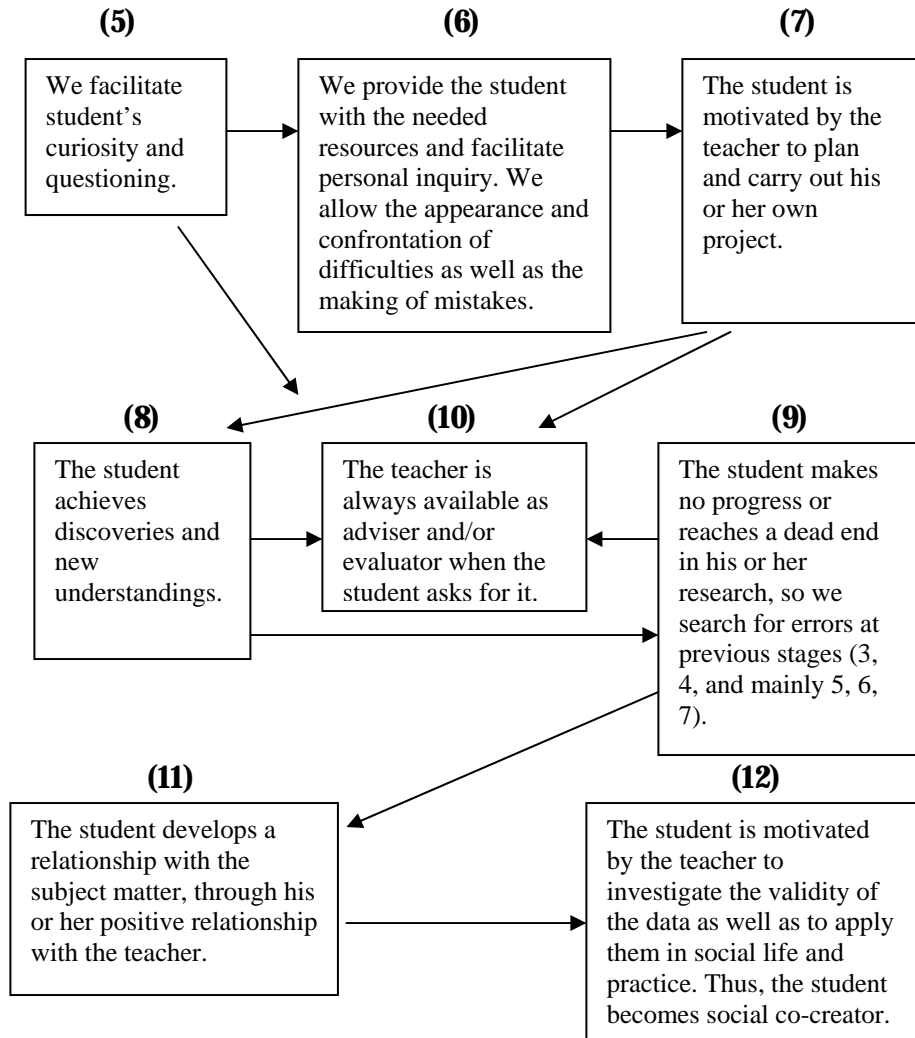 (5)
We facilitate
student’s
curiosity and
questioning.
(6)
We provide the student
with the needed
resources and facilitate
personal inquiry. We
allow the appearance and
confrontation of
difficulties as well as the
making of mistakes.
(7)
The student is
motivated by the
teacher to plan
and carry out his
or her own
project.
(8)
The student
achieves
discoveries and
new
understandings.
(10)
The teacher is
always available as
adviser and/or
evaluator when the
student asks for it.
(9)
The student makes
no progress or
reaches a dead end
in his or her
research, so we
search for errors at
previous stages (3,
4, and mainly 5, 6,
7).
(11)
The student develops a
relationship with the
subject matter, through his
or her positive relationship
with the teacher.
(12)
The student is motivated
by the teacher to
investigate the validity of
the data as well as to apply
them in social life and
practice. Thus, the student
becomes social co-creator.